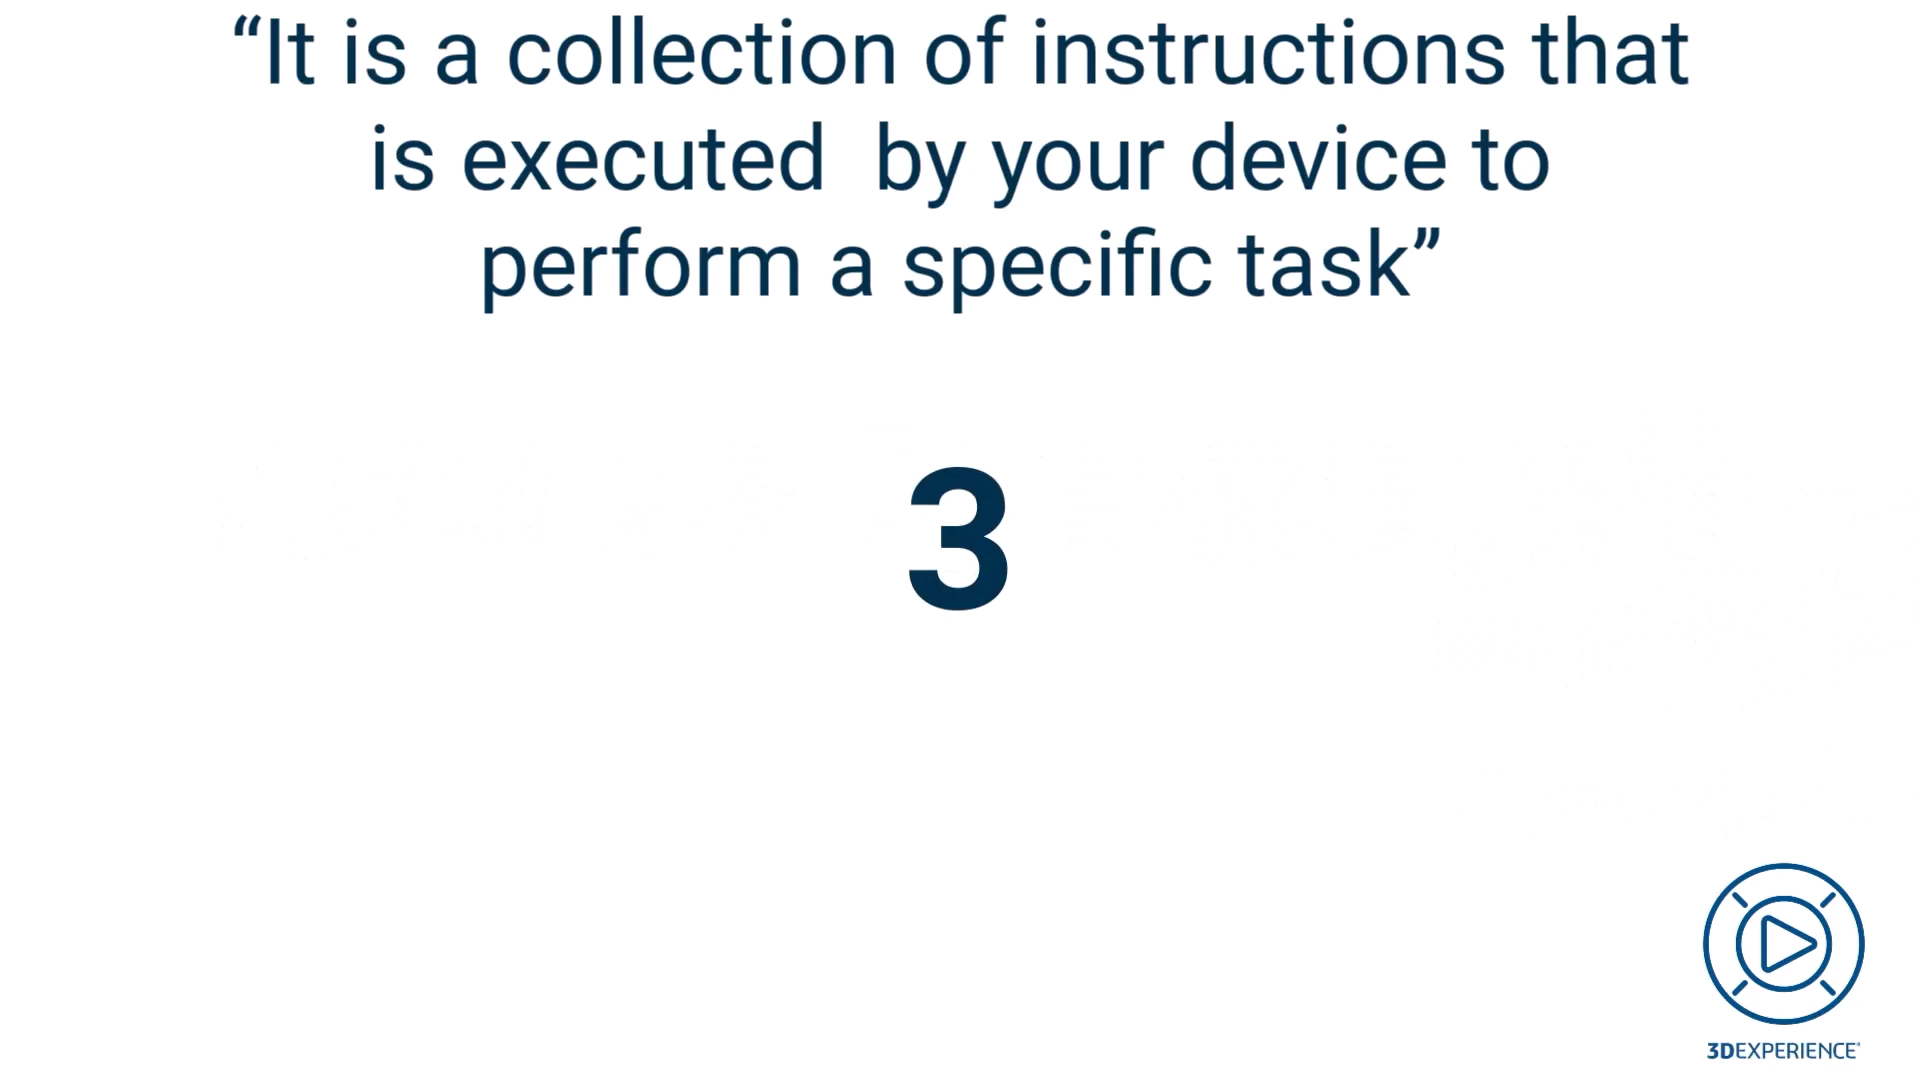 “It is a collection of instructions that
is executed  by your device to
perform a specific task”
3
3DEXPERIENCE®